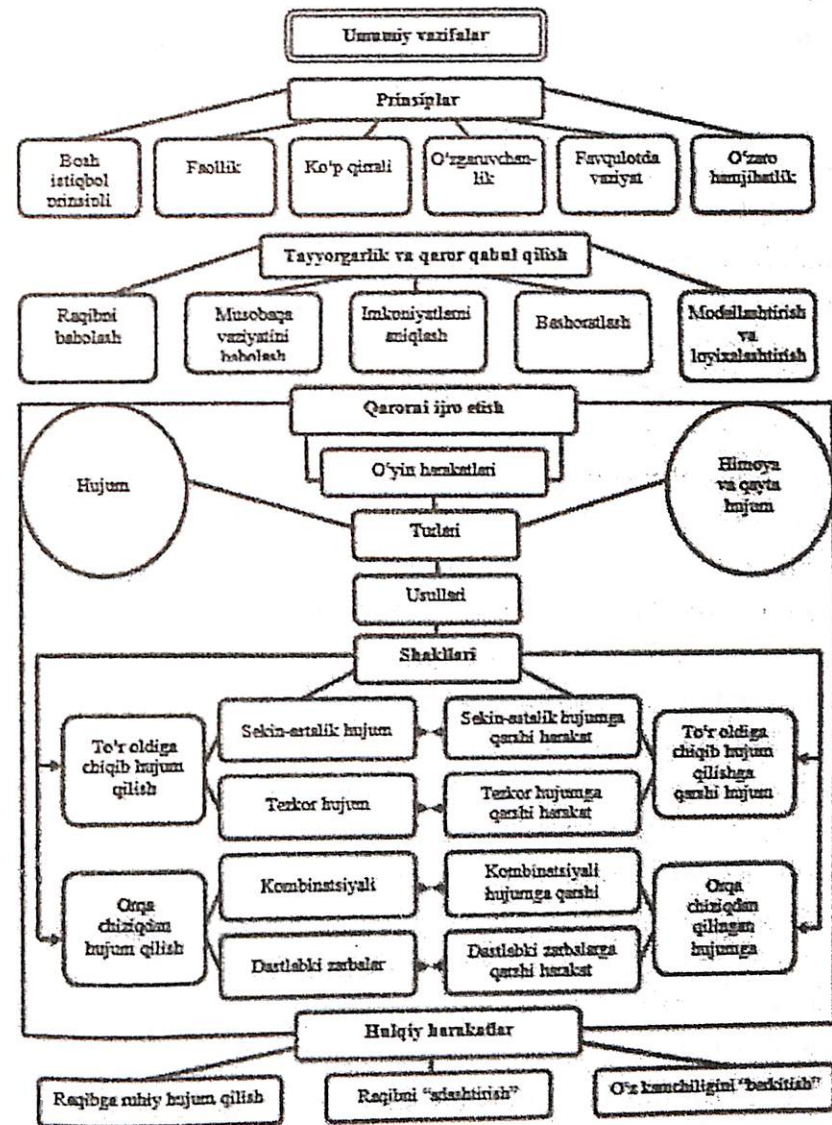 Umumiy vazifalar
Prinsiplar
Bosh
istiqbol
prinsipli
Faollik
Ko'p qirrali
O'zgaruvchan-
lik
Favqulotda
vaziyat
O'zaro
hamjihatlik
Tayyorgarlik va qaror qabul qilish
Raqibni
baholash
Musobaqa
vaziyatini
baholash
Imkoniyatlarni
aniqlash
Bashoratlash
Modellashtirish
va
loyixalashtirish
Qarorni ijro etish
Hujum
O'yin harakatlari
Himoya
va qayta
hujum
Turlari
Usullari
Shakllari
To'r oldiga
chiqib hujum
qilish
Sekin-astalik hujum
Sekin-astalik hujumga
qarshi harakat
To'r oldiga
chiqib hujum
qilishga
qarshi hujum
Tezkor hujum
Tezkor hujumga
qarshi harakat
Orqa
chiziqdan
hujum qilish
Kombinatsiyali
Kombinatsiyali
hujumga qarshi
Orqa
chiziqdan
qilingan
hujumga
Dastlabki zarbalar
Dastlabki zarbalarga
qarshi harakat
Hulqiy harakatlar
Raqibga ruhiy hujum qilish
Raqibni "adashtirish"
O'z kamchiligini "berkitish"